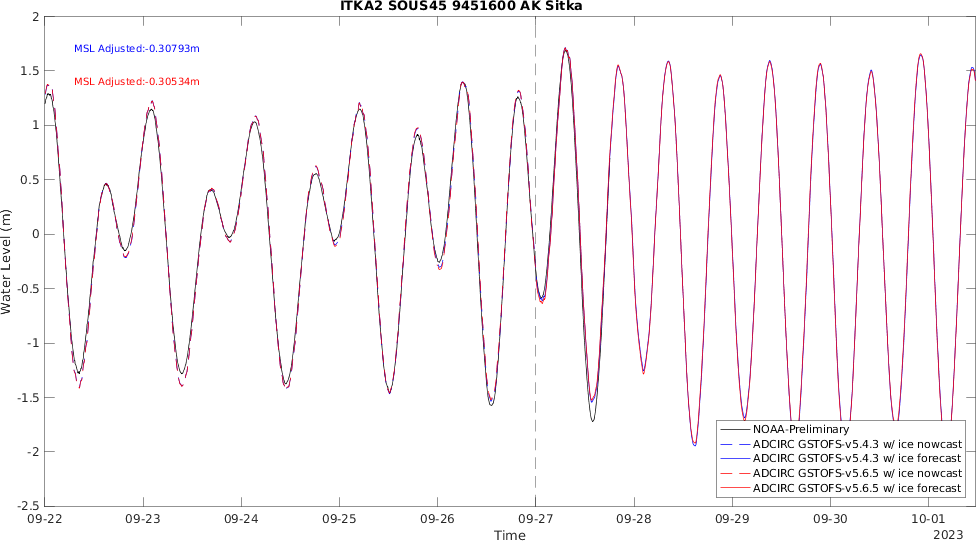 ITKA2 SOUS45 9451600 AK Sitka
MSL Adjusted:-0.30793m
MSL Adjusted:-0.30534m
Water Level (m)
2
1.5
1
0.5
0
-0.5
-1
-1.5
-2
-2.5
NOAA-Preliminary
ADCIRC GSTOFS-v5.4.3 w/ ice nowcast
ADCIRC GSTOFS-v5.4.3 w/ ice forecast
ADCIRC GSTOFS-v5.6.5 w/ ice nowcast
ADCIRC GSTOFS-v5.6.5 w/ ice forecast
09-22 09-23 09-24 09-25 09-26 09-27 09-28 09-29 09-30 10-01
Time
2023